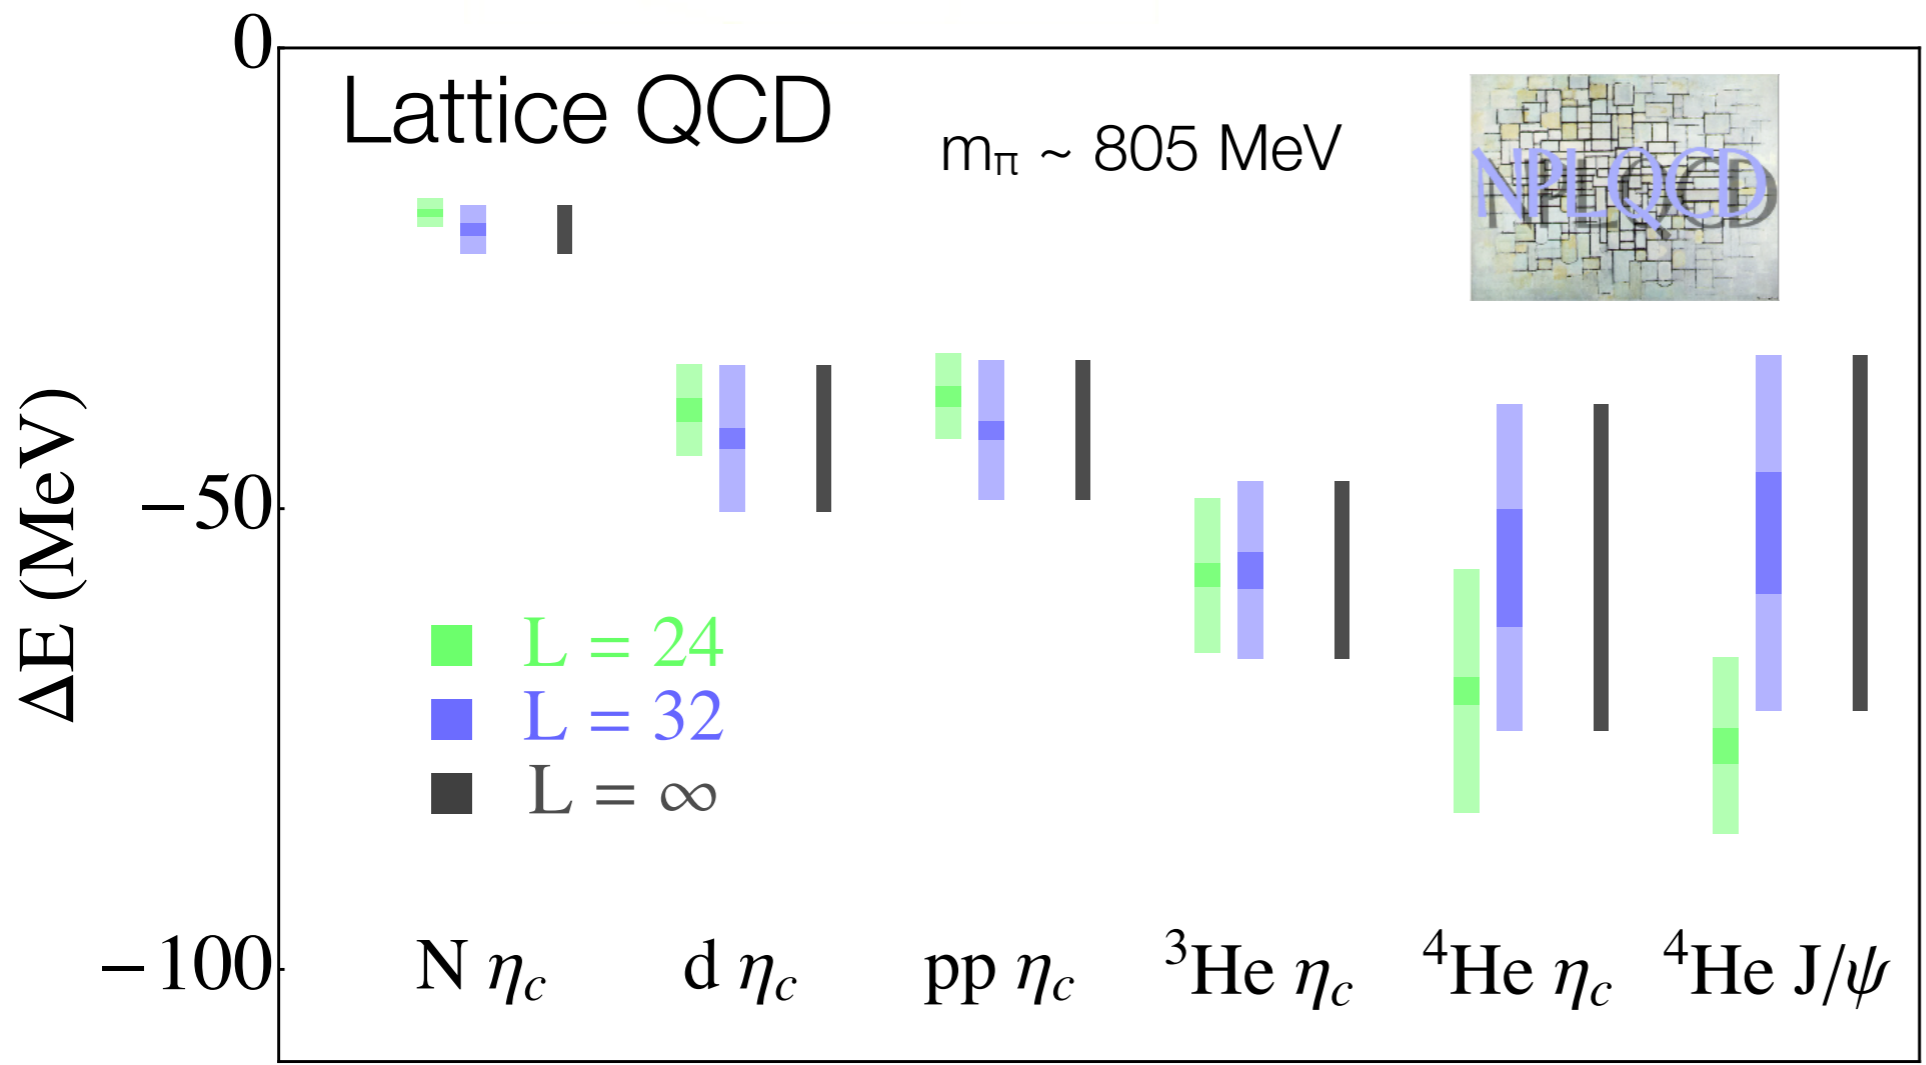 0
Lattice QCD
mπ ~ 805 MeV
NPLQCD
ΔE (MeV)
−50
L = 24
L = 32
L = ∞
−100
N ηc
d ηc
pp ηc
³He ηc
⁴He ηc
⁴He J/ψ